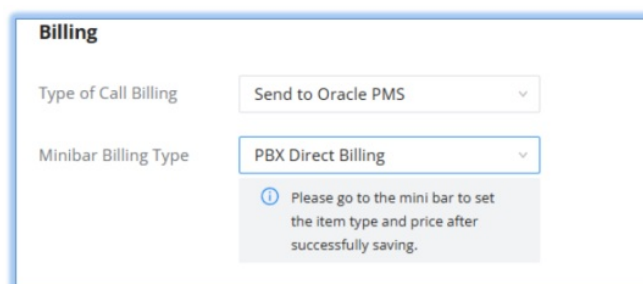 Billing
Type of Call Billing
Send to Oracle PMS
Minibar Billing Type
PBX Direct Billing
Please go to the mini bar to set
the item type and price after
successfully saving.